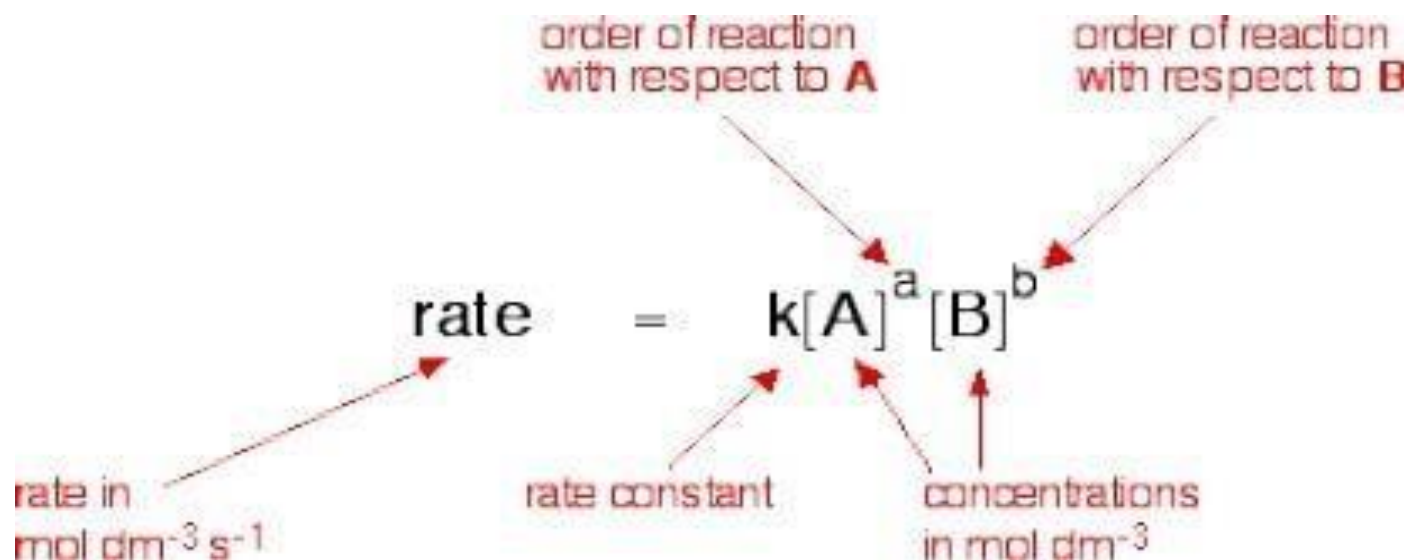 order of reaction
with respect to A
order of reaction
with respect to B
rate = k[A]^a [B]^b
rate in
mol dm⁻³ s⁻¹
rate constant
concentrations
in mol dm⁻³